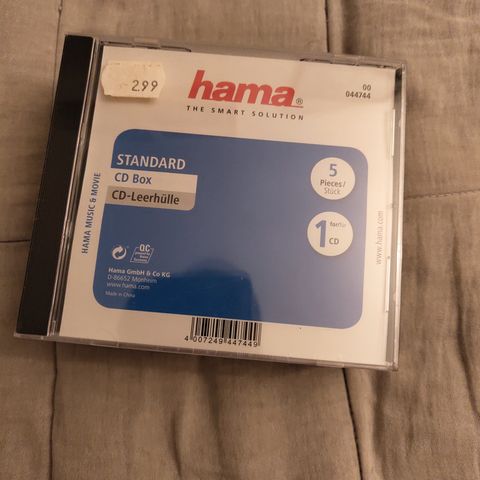 2.99
hama®
THE SMART SOLUTION
00
044744
HAMA MUSIC & MOVIE
STANDARD
CD Box
CD-Leerhülle
5
Pieces/
Stück
1 for/für
CD
www.hama.com
QC
Hama GmbH & Co KG
D-86652 Monheim
www.hama.com
Made in China
4 007249 447449